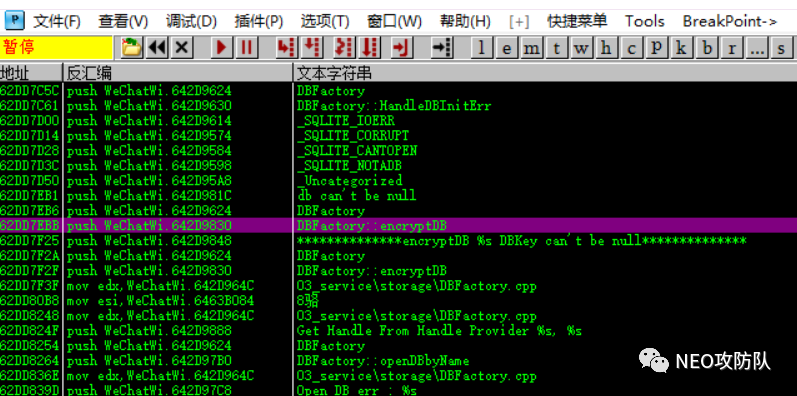 文件(F) 查看(V) 调试(D) 插件(P) 选项(T) 窗口(W) 帮助(H) [+] 快捷菜单 Tools BreakPoint->
暂停 l e m t w h c P k b r ... s
地址 反汇编 文本字符串
62DD7C5C push WeChatWi.642D9624 DBFactory
62DD7C61 push WeChatWi.642D9630 DBFactory::HandleDBInitErr
62DD7D00 push WeChatWi.642D9614 _SQLITE_IOERR
62DD7D14 push WeChatWi.642D9574 _SQLITE_CORRUPT
62DD7D28 push WeChatWi.642D9584 _SQLITE_CANTOPEN
62DD7D3C push WeChatWi.642D9598 _SQLITE_NOTADB
62DD7D50 push WeChatWi.642D95A8 _Uncategorized
62DD7EB1 push WeChatWi.642D981C db can't be null
62DD7EB6 push WeChatWi.642D9624 DBFactory
62DD7EBB push WeChatWi.642D9830 DBFactory::encryptDB
62DD7F25 push WeChatWi.642D9848 **************encryptDB %s DBKey can't be null**************
62DD7F2A push WeChatWi.642D9624 DBFactory
62DD7F2F push WeChatWi.642D9830 DBFactory::encryptDB
62DD7F3F mov edx,WeChatWi.642D964C 03_service\storage\DBFactory.cpp
62DD80B8 mov esi,WeChatWi.6463B084 8骆
62DD8248 mov edx,WeChatWi.642D964C 03_service\storage\DBFactory.cpp
62DD824F push WeChatWi.642D9888 Get Handle From Handle Provider %s, %s
62DD8254 push WeChatWi.642D9624 DBFactory
62DD8264 push WeChatWi.642D97B0 DBFactory::openDBbyName
62DD836E mov edx,WeChatWi.642D964C 03_service\storage\DBFactory.cpp
62DD839D push WeChatWi.642D97C8 Open DB err : %s
NEO攻防队